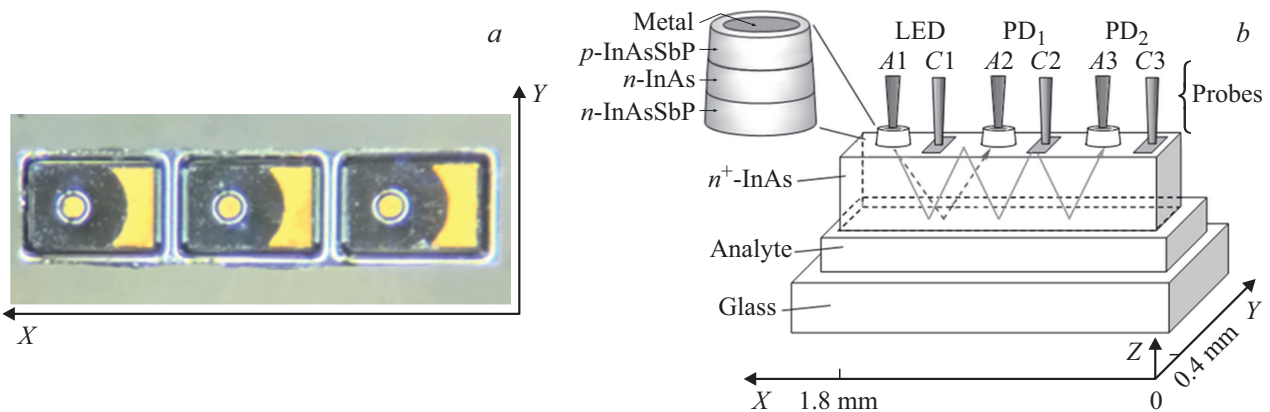 a
Y
X
Metal
p-InAsSbP
n-InAs
n-InAsSbP
LED PD₁ PD₂ b
A1 C1 A2 C2 A3 C3
Probes
n⁺-InAs
Analyte
Glass
Y
Z
0.4 mm
X 1.8 mm 0